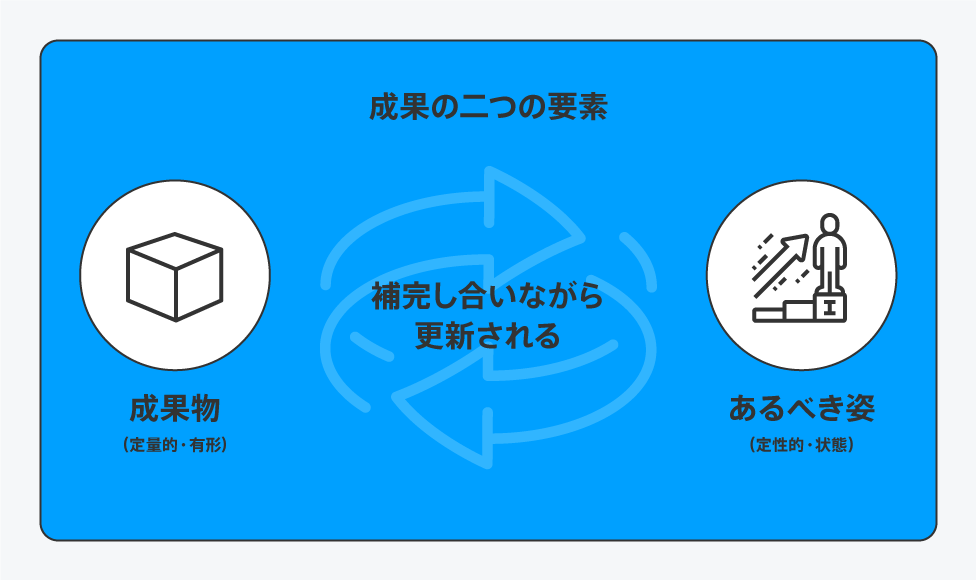 成果の二つの要素
補完し合いながら
更新される
成果物
（定量的・有形）
あるべき姿
（定性的・状態）
I